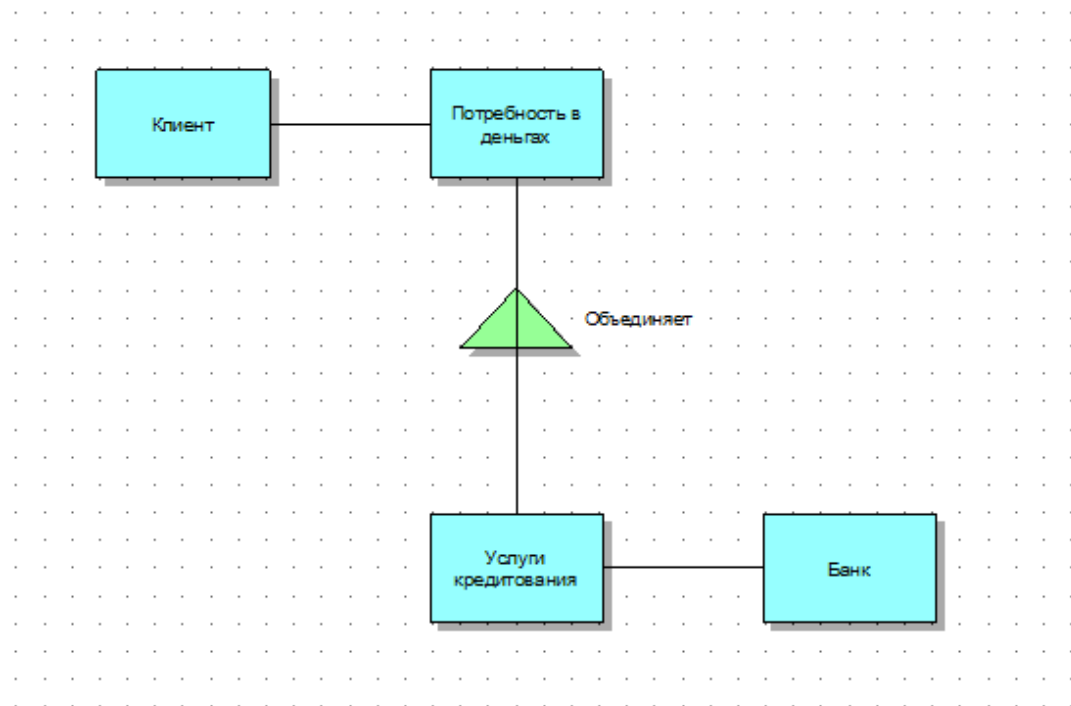 Клиент
Потребность в
деньгах
Объединяет
Услуги
кредитования
Банк